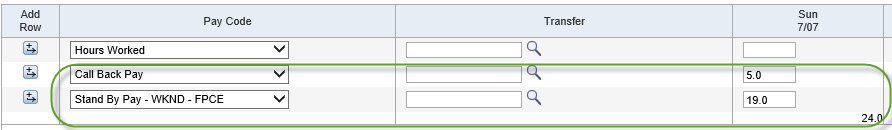 Add Row Pay Code Transfer Sun 7/07
Hours Worked
Call Back Pay 5.0
Stand By Pay - WKND - FPCE 19.0
24.0